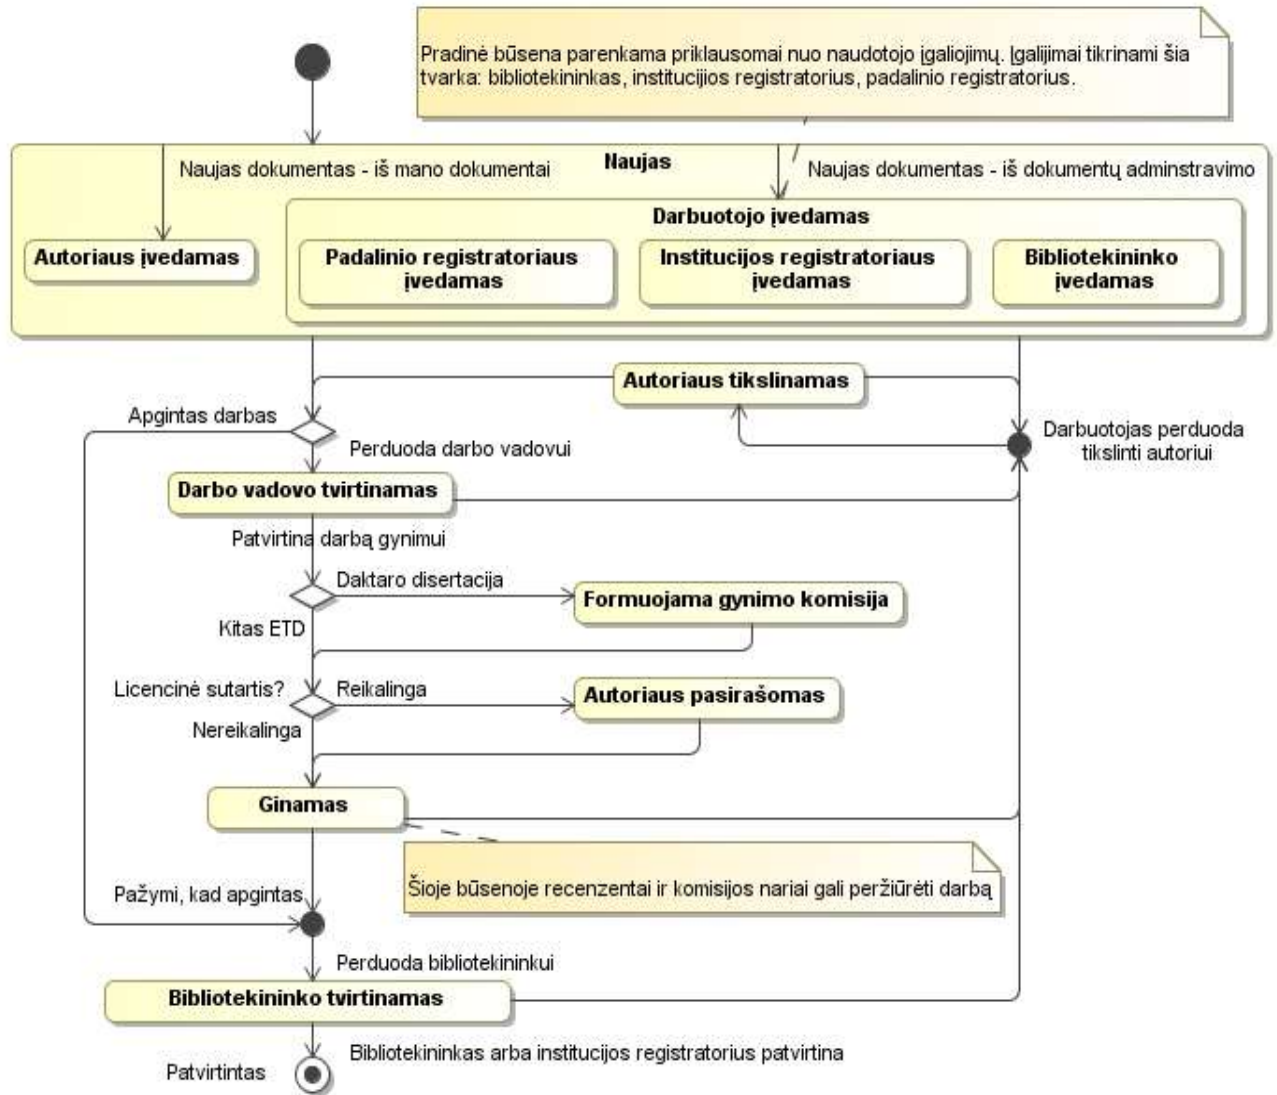 Pradinė būsena parenkama priklausomai nuo naudotojo įgaliojimų. Įgalijimai tikrinami šia
tvarka: bibliotekininkas, institucijos registratorius, padalinio registratorius.
Naujas
Naujas dokumentas - iš mano dokumentai
Naujas dokumentas - iš dokumentų adminstravimo
Darbuotojo įvedamas
Autoriaus įvedamas
Padalinio registratoriaus
įvedamas
Institucijos registratoriaus
įvedamas
Bibliotekininko
įvedamas
Autoriaus tikslinamas
Apgintas darbas
Darbuotojas perduoda
tikslinti autoriui
Perduoda darbo vadovui
Darbo vadovo tvirtinamas
Patvirtina darbą gynimui
Daktaro disertacija
Formuojama gynimo komisija
Kitas ETD
Licencinė sutartis?
Reikalinga
Autoriaus pasirašomas
Nereikalinga
Ginamas
Šioje būsenoje recenzentai ir komisijos nariai gali peržiūrėti darbą
Pažymi, kad apgintas
Perduoda bibliotekininkui
Bibliotekininko tvirtinamas
Bibliotekininkas arba institucijos registratorius patvirtina
Patvirtintas